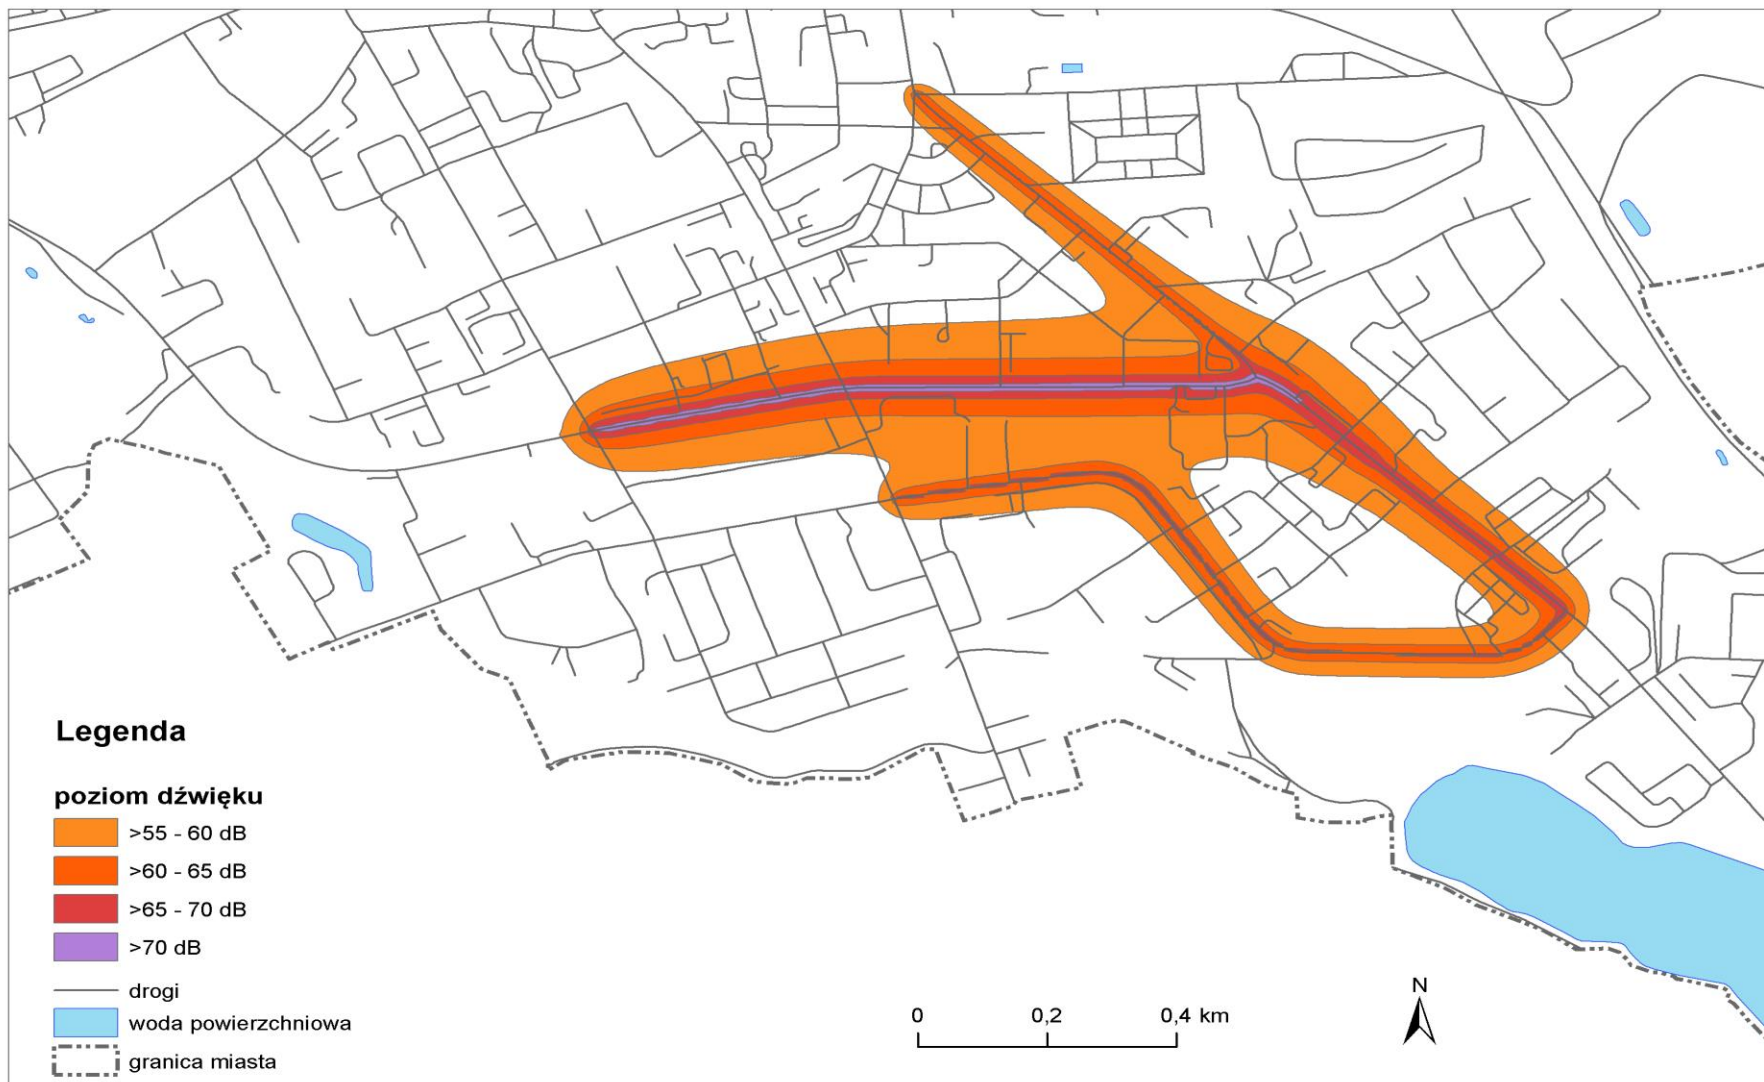 Legenda
poziom dźwięku
>55 - 60 dB
>60 - 65 dB
>65 - 70 dB
>70 dB
drogi
woda powierzchniowa
granica miasta
0 0,2 0,4 km
N